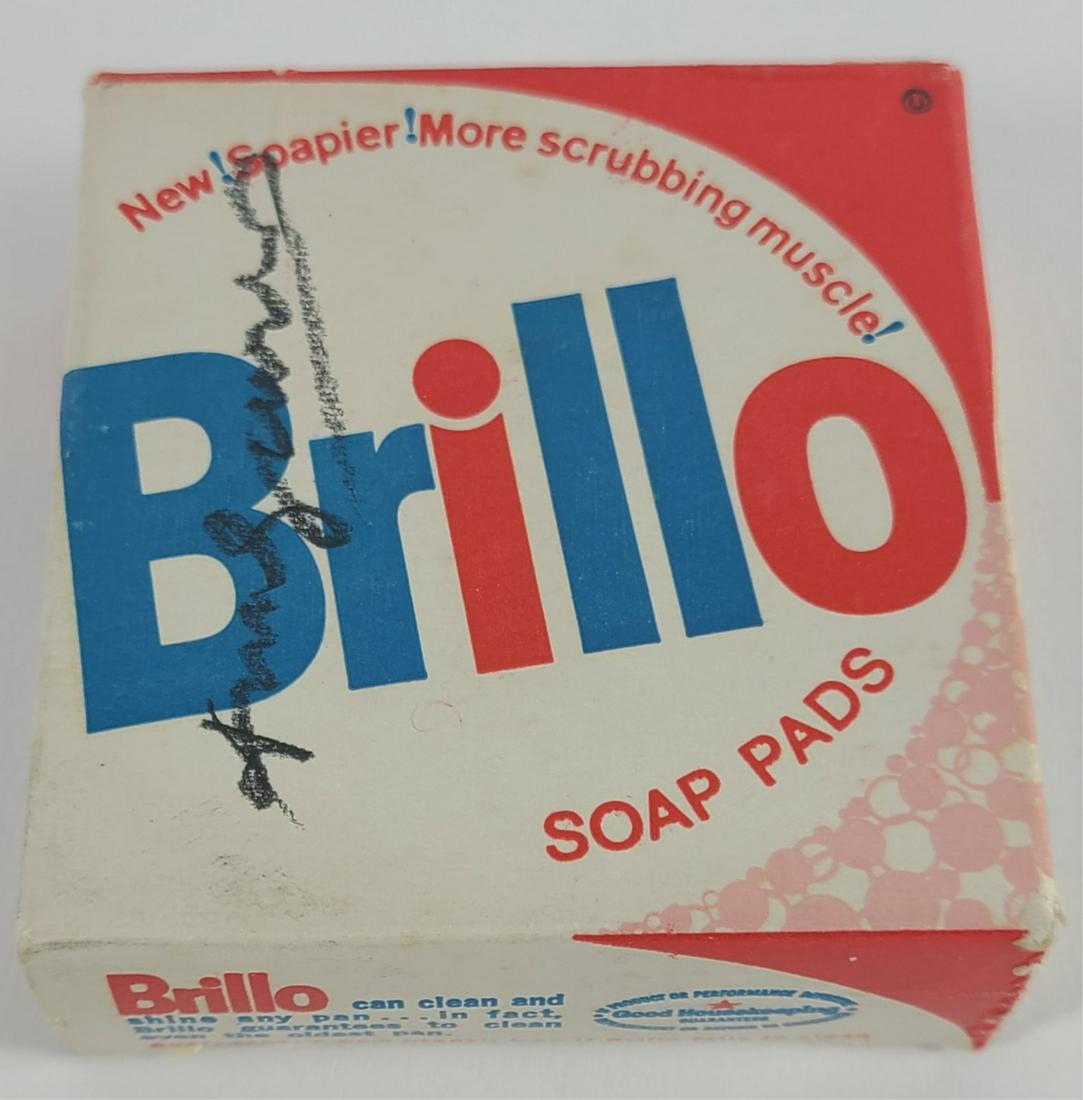 New! Soapier! More scrubbing muscle!
Brillo
SOAP PADS
Brillo can clean and
shine any pan...in fact,
Brillo guarantees to clean
even the oldest pan.
Good Housekeeping
GUARANTEES